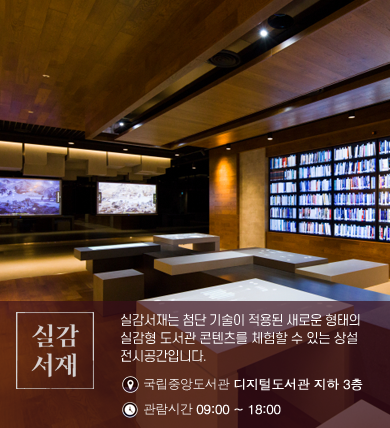 실감
서재
실감서재는 첨단 기술이 적용된 새로운 형태의
실감형 도서관 콘텐츠를 체험할 수 있는 상설
전시공간입니다.
국립중앙도서관 디지털도서관 지하 3층
관람시간 09:00 ~ 18:00